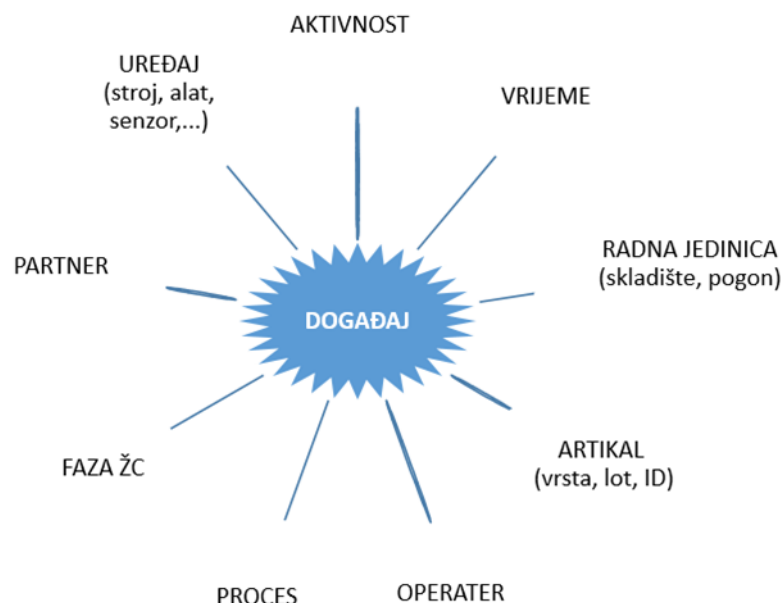 AKTIVNOST
UREĐAJ
(stroj, alat,
senzor,...)
VRIJEME
PARTNER
RADNA JEDINICA
(skladište, pogon)
DOGAĐAJ
FAZA ŽC
ARTIKAL
(vrsta, lot, ID)
PROCES
OPERATER